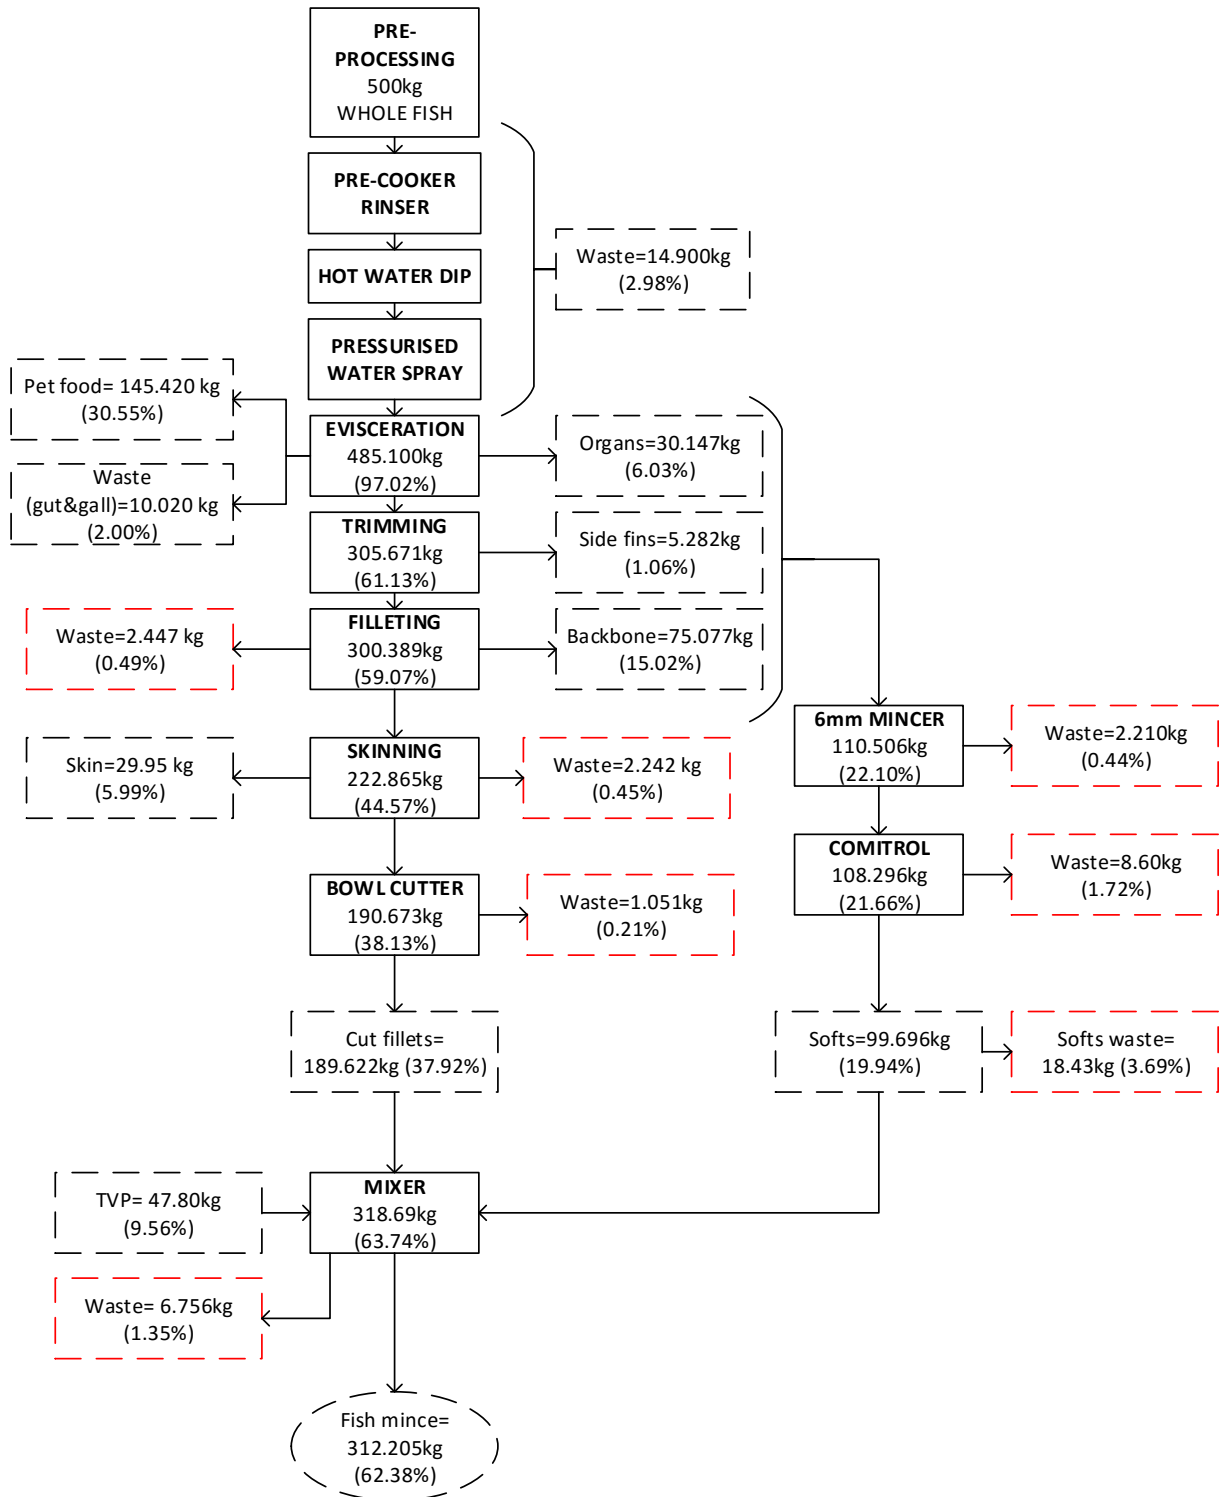 PRE-
PROCESSING
500kg
WHOLE FISH
PRE-COOKER
RINSER
HOT WATER DIP
Waste=14.900kg
(2.98%)
PRESSURISED
WATER SPRAY
Pet food= 145.420 kg
(30.55%)
EVISCERATION
485.100kg
(97.02%)
Organs=30.147kg
(6.03%)
Waste
(gut&gall)=10.020 kg
(2.00%)
TRIMMING
305.671kg
(61.13%)
Side fins=5.282kg
(1.06%)
Waste=2.447 kg
(0.49%)
FILLETING
300.389kg
(59.07%)
Backbone=75.077kg
(15.02%)
6mm MINCER
110.506kg
(22.10%)
Waste=2.210kg
(0.44%)
Skin=29.95 kg
(5.99%)
SKINNING
222.865kg
(44.57%)
Waste=2.242 kg
(0.45%)
COMITROL
108.296kg
(21.66%)
Waste=8.60kg
(1.72%)
BOWL CUTTER
190.673kg
(38.13%)
Waste=1.051kg
(0.21%)
Cut fillets=
189.622kg (37.92%)
Softs=99.696kg
(19.94%)
Softs waste=
18.43kg (3.69%)
TVP= 47.80kg
(9.56%)
MIXER
318.69kg
(63.74%)
Waste= 6.756kg
(1.35%)
Fish mince=
312.205kg
(62.38%)